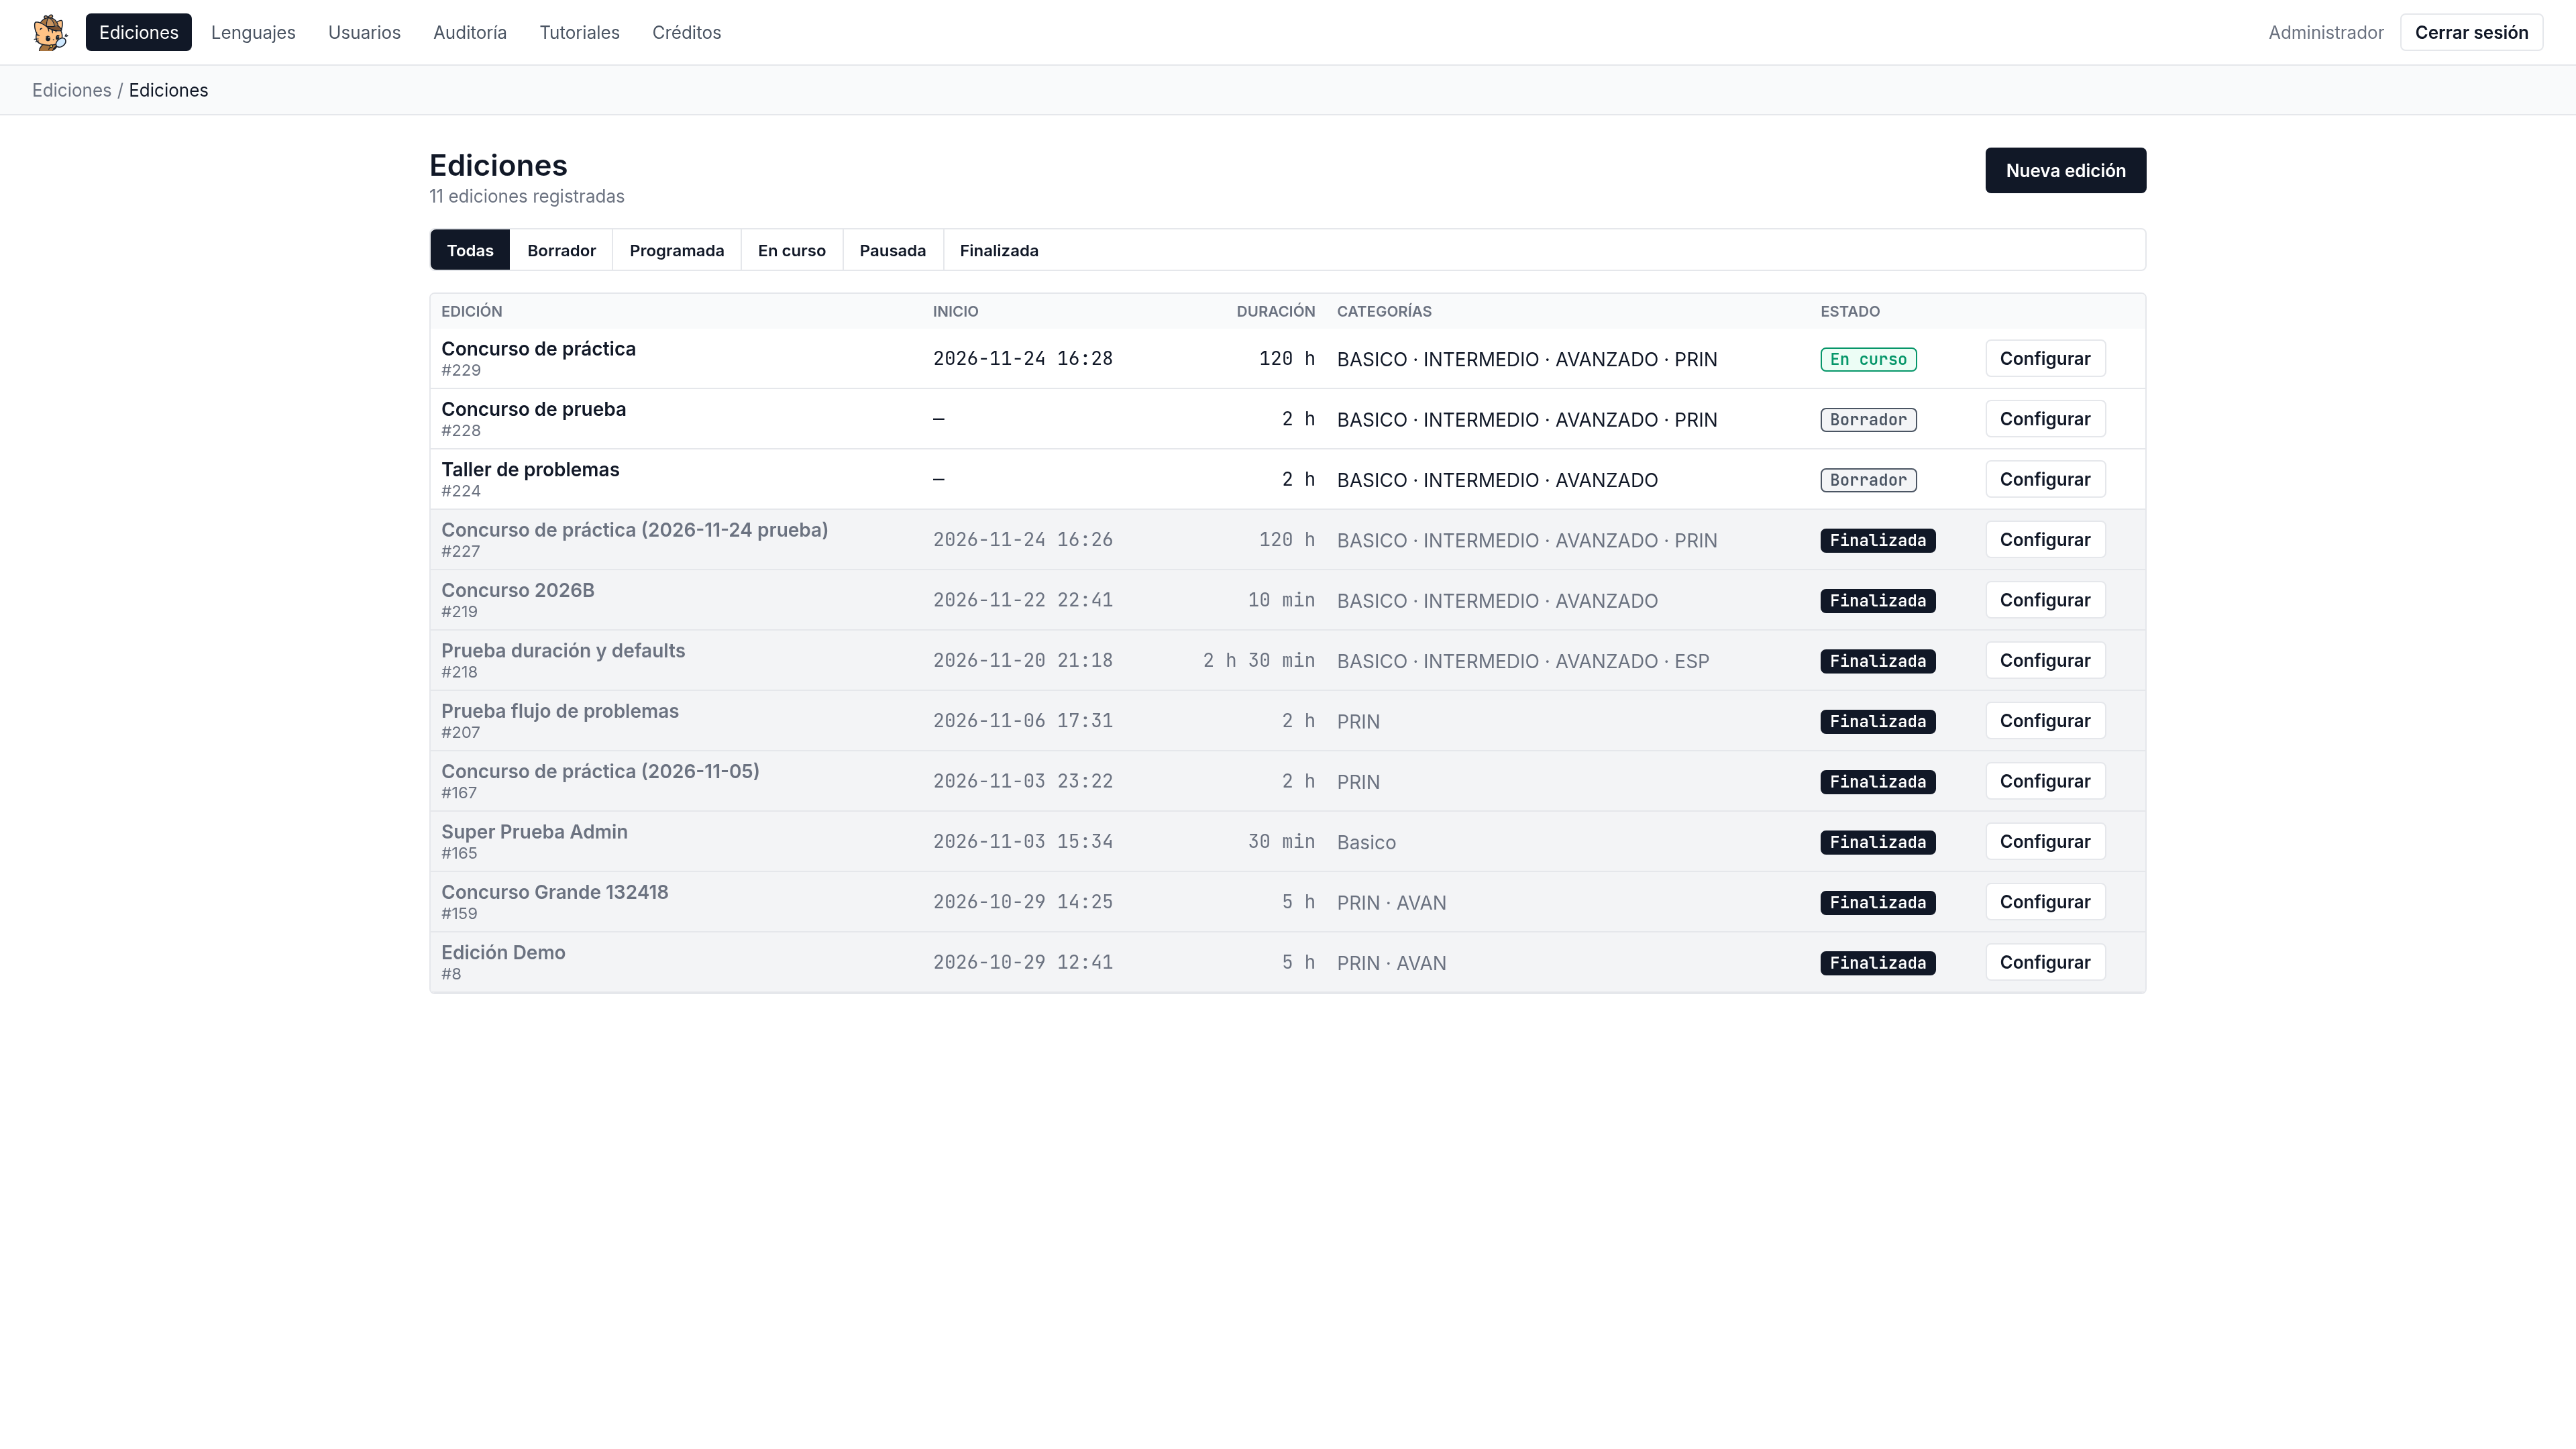 Ediciones Lenguajes Usuarios Auditoría Tutoriales Créditos Administrador Cerrar sesión
Ediciones / Ediciones
Ediciones
Nueva edición
11 ediciones registradas
Todas Borrador Programada En curso Pausada Finalizada
EDICIÓN INICIO DURACIÓN CATEGORÍAS ESTADO
Concurso de práctica
#229
2026-11-24 16:28 120 h BASICO · INTERMEDIO · AVANZADO · PRIN En curso Configurar
Concurso de prueba
#228
— 2 h BASICO · INTERMEDIO · AVANZADO · PRIN Borrador Configurar
Taller de problemas
#224
— 2 h BASICO · INTERMEDIO · AVANZADO Borrador Configurar
Concurso de práctica (2026-11-24 prueba)
#227
2026-11-24 16:26 120 h BASICO · INTERMEDIO · AVANZADO · PRIN Finalizada Configurar
Concurso 2026B
#219
2026-11-22 22:41 10 min BASICO · INTERMEDIO · AVANZADO Finalizada Configurar
Prueba duración y defaults
#218
2026-11-20 21:18 2 h 30 min BASICO · INTERMEDIO · AVANZADO · ESP Finalizada Configurar
Prueba flujo de problemas
#207
2026-11-06 17:31 2 h PRIN Finalizada Configurar
Concurso de práctica (2026-11-05)
#167
2026-11-03 23:22 2 h PRIN Finalizada Configurar
Super Prueba Admin
#165
2026-11-03 15:34 30 min Basico Finalizada Configurar
Concurso Grande 132418
#159
2026-10-29 14:25 5 h PRIN · AVAN Finalizada Configurar
Edición Demo
#8
2026-10-29 12:41 5 h PRIN · AVAN Finalizada Configurar